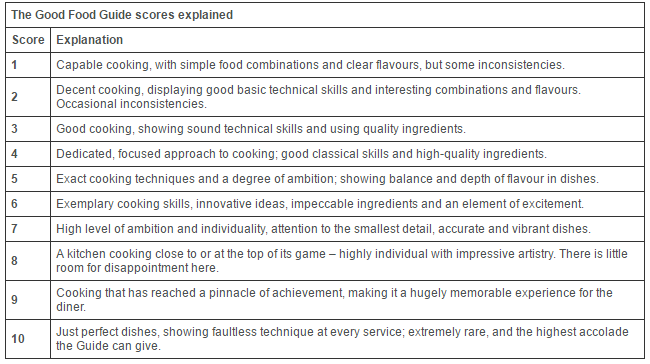 The Good Food Guide scores explained
Score Explanation
1 Capable cooking, with simple food combinations and clear flavours, but some inconsistencies.
2 Decent cooking, displaying good basic technical skills and interesting combinations and flavours.
Occasional inconsistencies.
3 Good cooking, showing sound technical skills and using quality ingredients.
4 Dedicated, focused approach to cooking; good classical skills and high-quality ingredients.
5 Exact cooking techniques and a degree of ambition; showing balance and depth of flavour in dishes.
6 Exemplary cooking skills, innovative ideas, impeccable ingredients and an element of excitement.
7 High level of ambition and individuality, attention to the smallest detail, accurate and vibrant dishes.
8 A kitchen cooking close to or at the top of its game – highly individual with impressive artistry. There is little
room for disappointment here.
9 Cooking that has reached a pinnacle of achievement, making it a hugely memorable experience for the
diner.
10 Just perfect dishes, showing faultless technique at every service; extremely rare, and the highest accolade
the Guide can give.